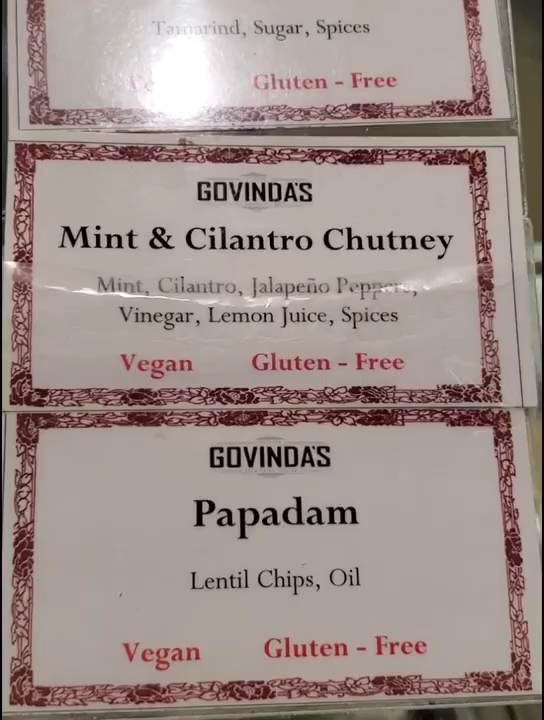 Tamarind, Sugar, Spices
Gluten - Free
GOVINDA'S
Mint & Cilantro Chutney
Mint, Cilantro, Jalapeño Peppers,
Vinegar, Lemon Juice, Spices
Vegan Gluten - Free
GOVINDA'S
Papadam
Lentil Chips, Oil
Vegan Gluten - Free